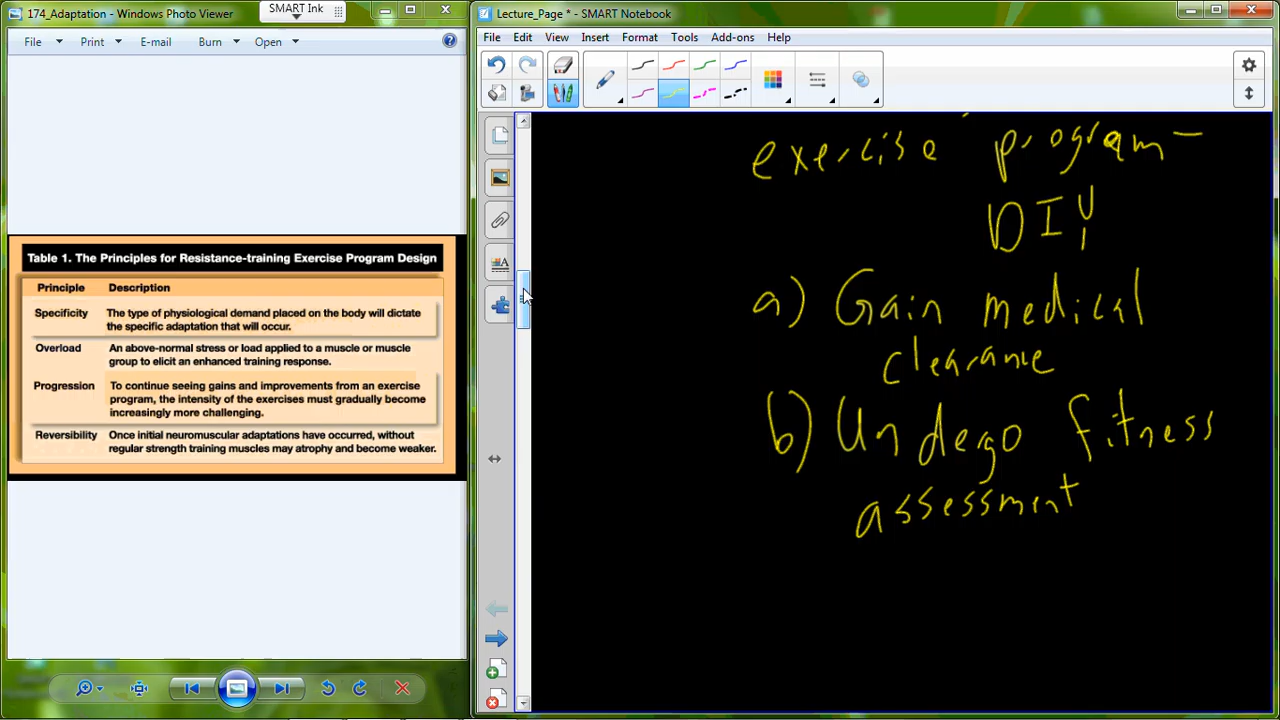 174_Adaptation - Windows Photo Viewer
SMART Ink
File Print E-mail Burn Open
Table 1. The Principles for Resistance-training Exercise Program Design
Principle Description
Specificity The type of physiological demand placed on the body will dictate
the specific adaptation that will occur.
Overload An above-normal stress or load applied to a muscle or muscle
group to elicit an enhanced training response.
Progression To continue seeing gains and improvements from an exercise
program, the intensity of the exercises must gradually become
increasingly more challenging.
Reversibility Once initial neuromuscular adaptations have occurred, without
regular strength training muscles may atrophy and become weaker.
Lecture_Page * - SMART Notebook
File Edit View Insert Format Tools Add-ons Help
exercise program -
DIY
a) Gain medical
clearance
b) Undergo fitness
assessment